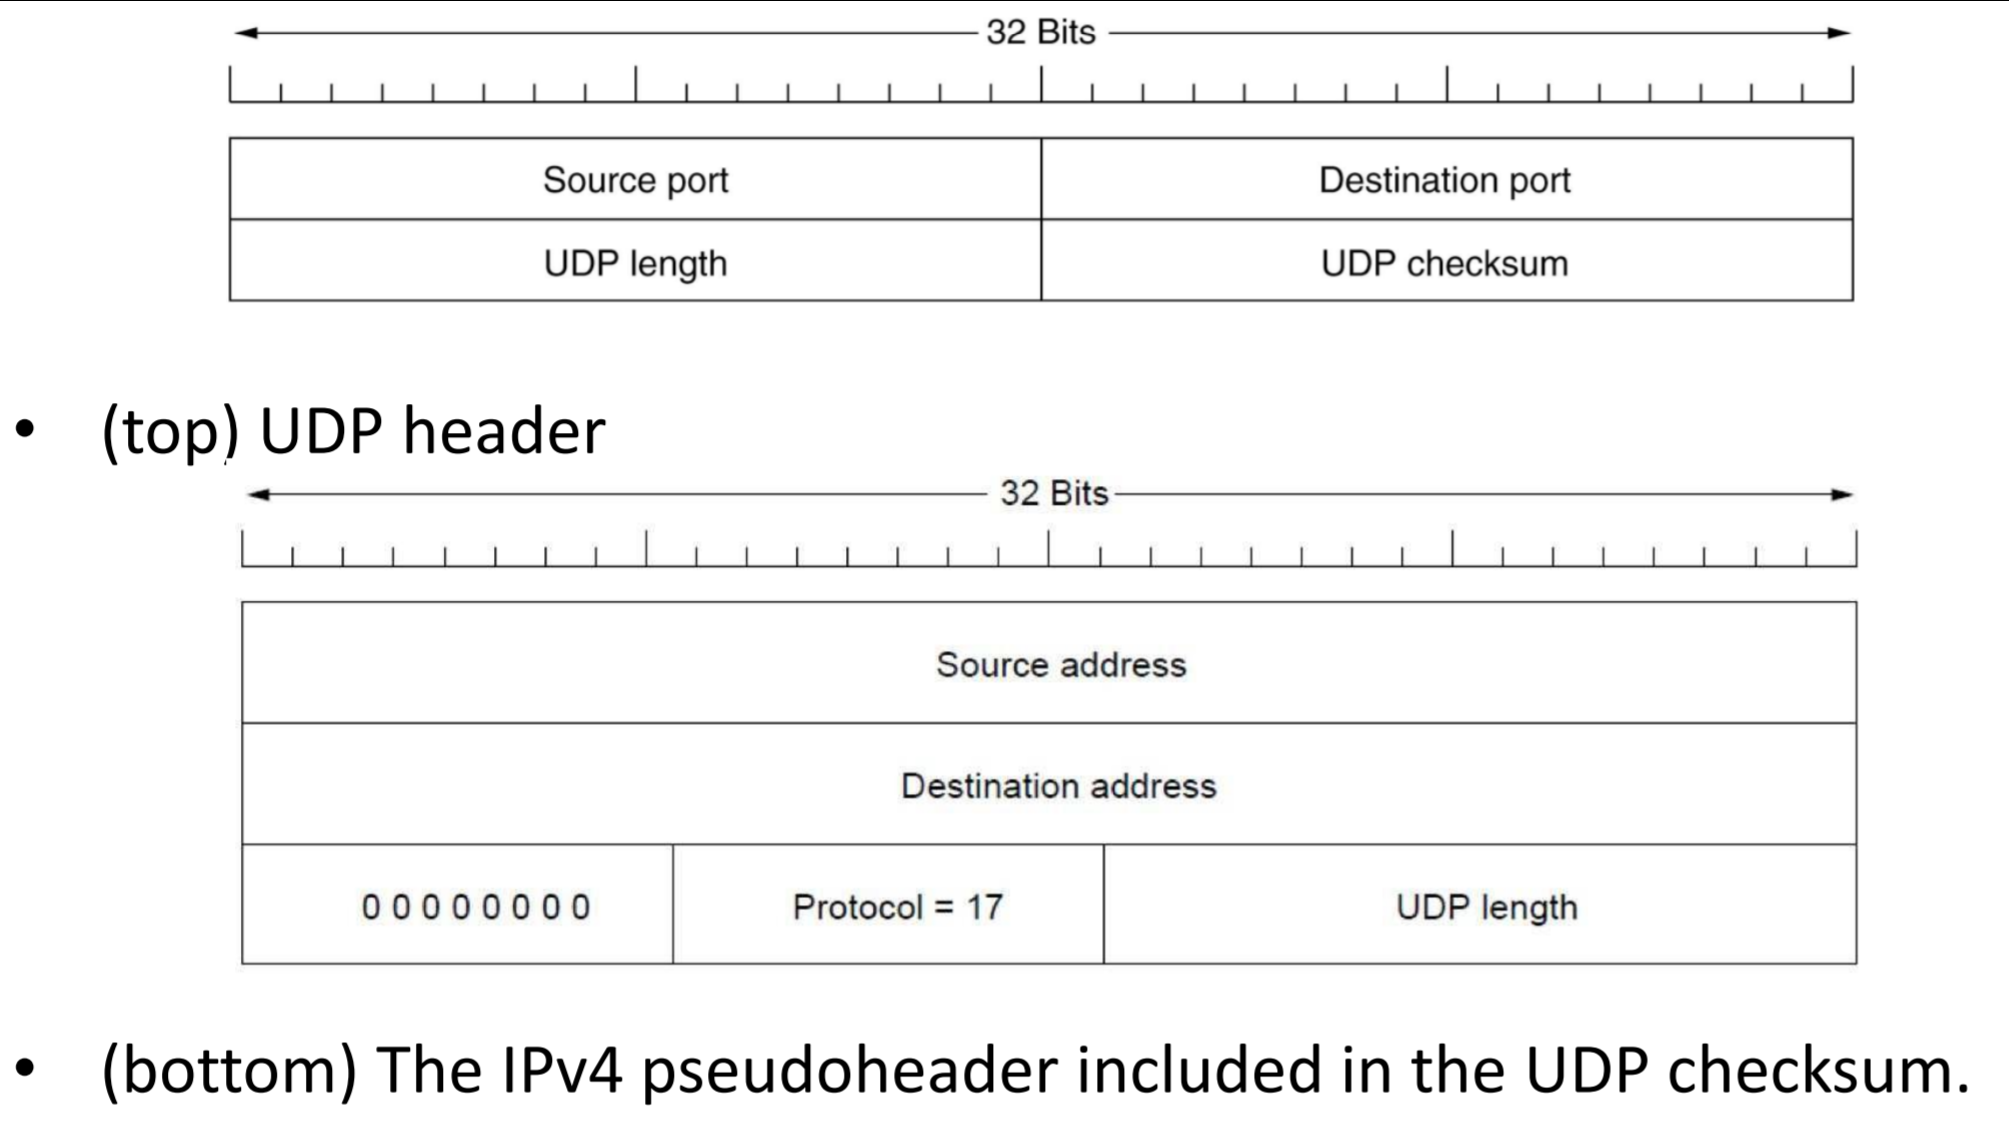 32 Bits
Source port Destination port
UDP length UDP checksum
• (top) UDP header
32 Bits
Source address
Destination address
0 0 0 0 0 0 0 0 Protocol = 17 UDP length
• (bottom) The IPv4 pseudoheader included in the UDP checksum.